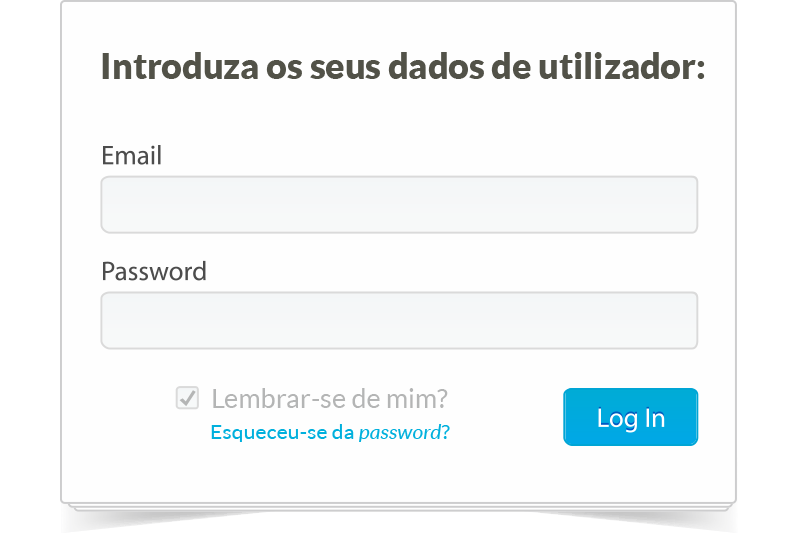 Introduza os seus dados de utilizador:
Email
Password
Lembrar-se de mim?
Esqueceu-se da password?
Log In